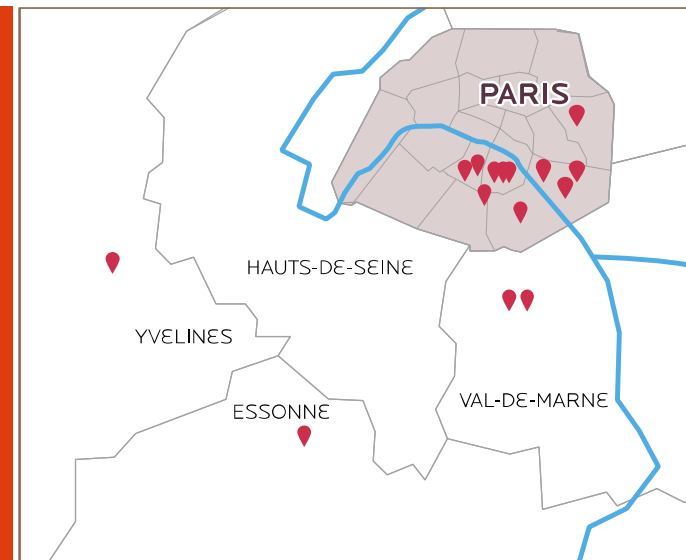 PARIS
HAUTS-DE-SEINE
YVELINES
ESSONNE
VAL-DE-MARNE